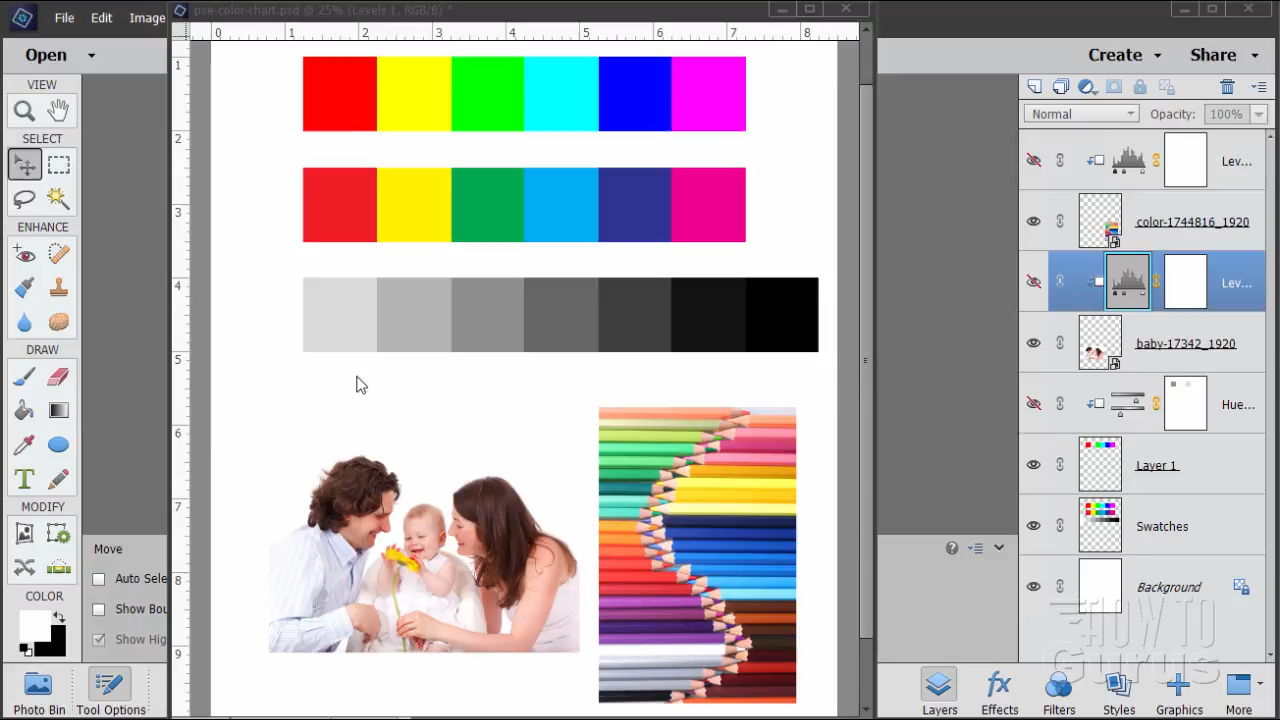 pse-color-chart.psd @ 25% (Levels 1, RGB/8) *
File Edit Image
Open
Create Share
0 1 2 3 4 5 6 7 8
VIEW
SELECT
ENHANCE
DRAW
MODIFY
COLOR
1
2
3
4
5
6
7
8
9
Normal Opacity: 100%
Lev...
color-1744816_1920
Lev...
baby-17342_1920
Hue...
Layer 1
Swatches
Background
Move
Auto Sele
Show Bou
Show Hig
Photo Bin Tool Options
Layers Effects Filters Styles Graphics More